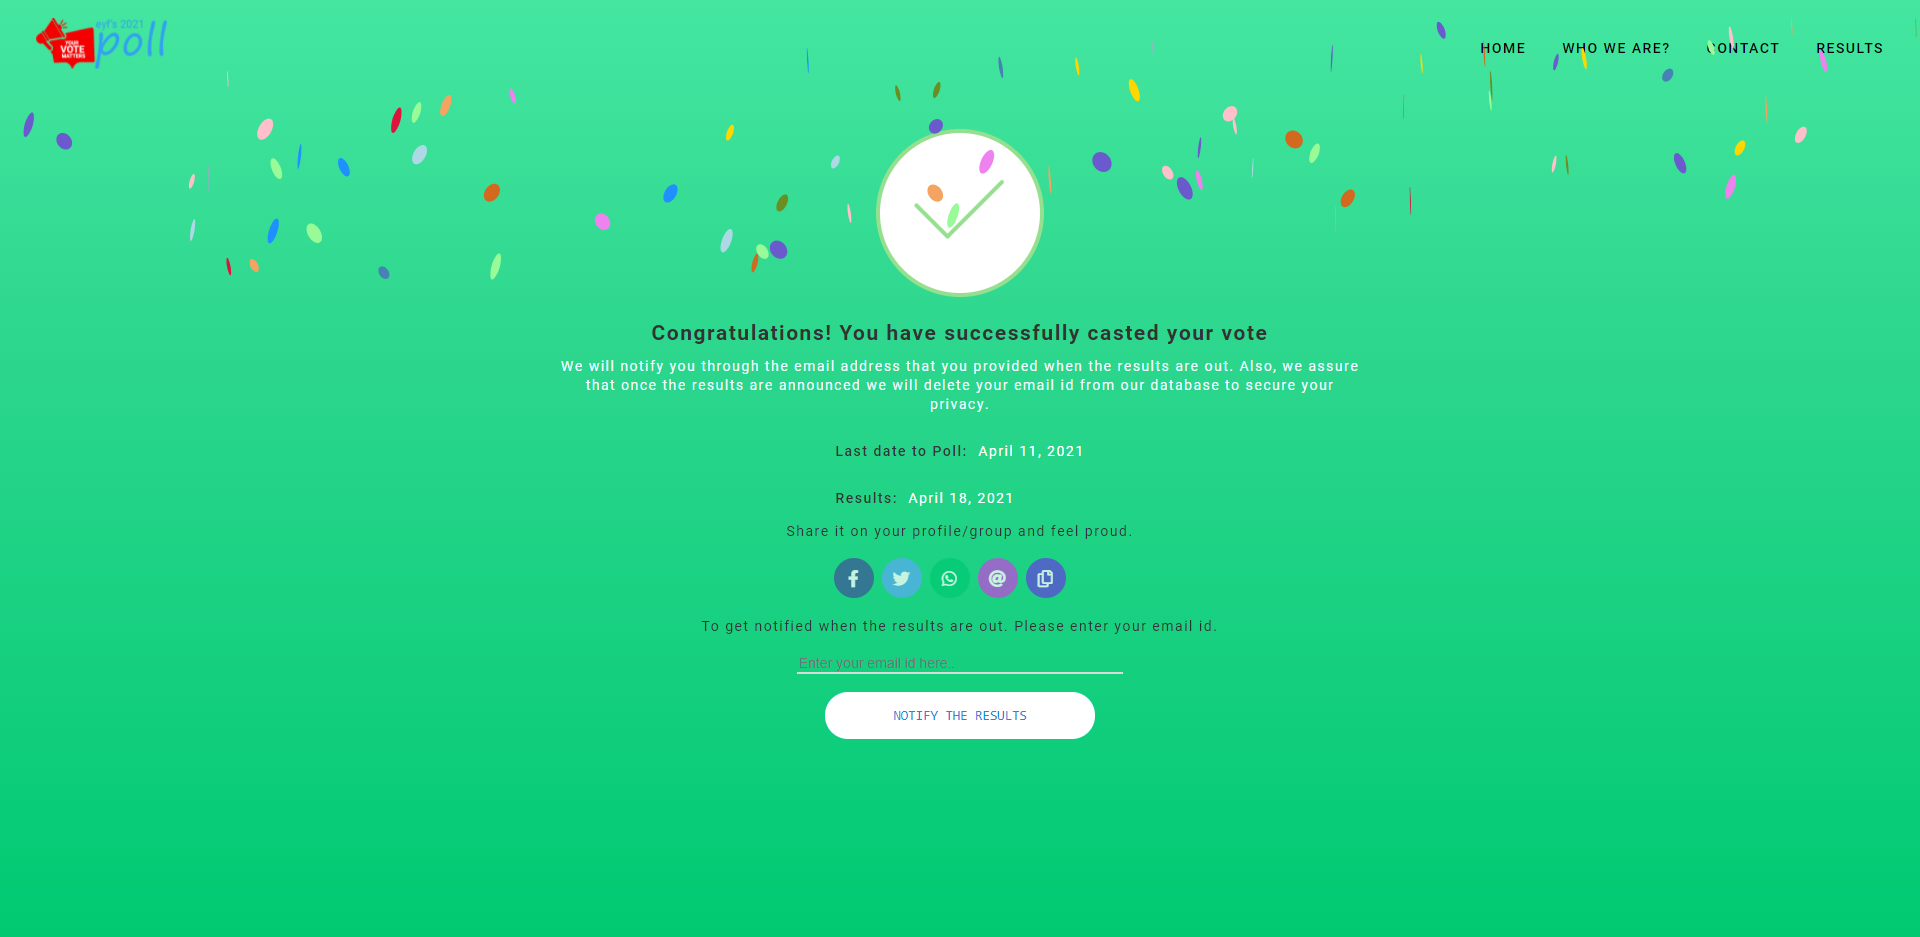 eyf's 2021
poll
YOUR
VOTE
MATTERS
HOME
WHO WE ARE?
CONTACT
RESULTS
Congratulations! You have successfully casted your vote
We will notify you through the email address that you provided when the results are out. Also, we assure
that once the results are announced we will delete your email id from our database to secure your
privacy.
Last date to Poll: April 11, 2021
Results: April 18, 2021
Share it on your profile/group and feel proud.
To get notified when the results are out. Please enter your email id.
Enter your email id here..
NOTIFY THE RESULTS